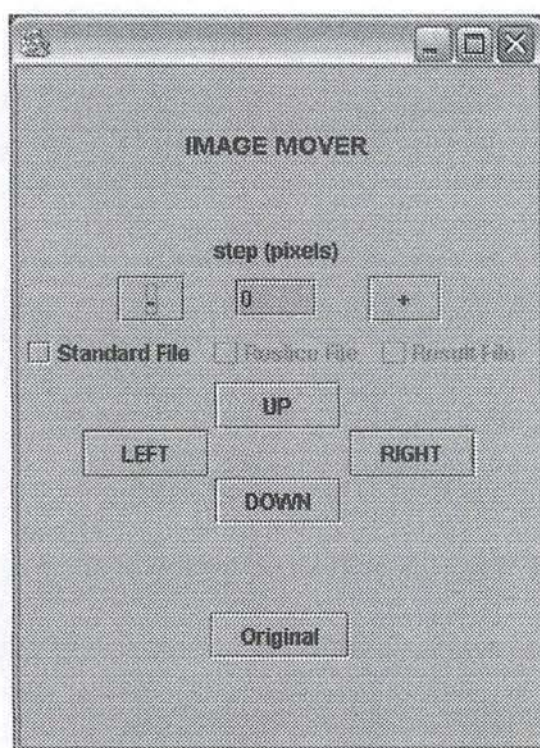 IMAGE MOVER
step (pixels)
- 0 +
Standard File Reslice File Result File
UP
LEFT RIGHT
DOWN
Original